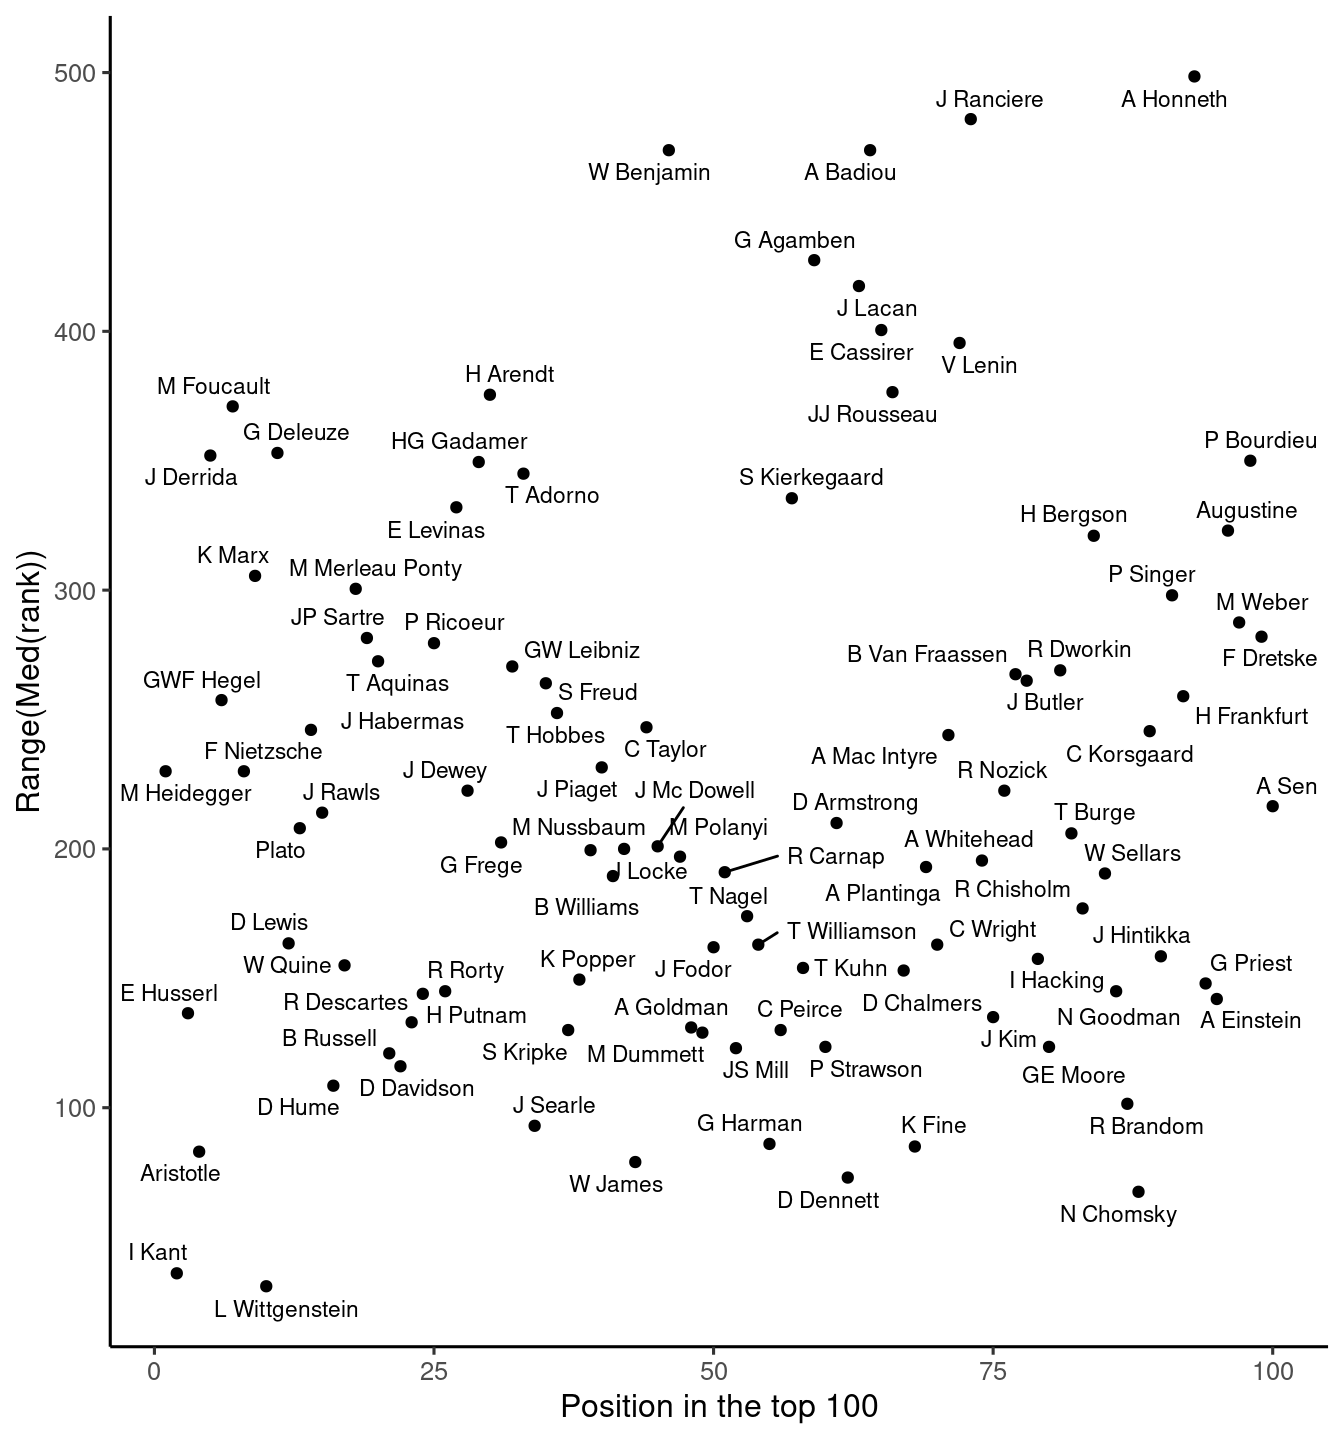 500
400
300
200
100
Range(Med(rank))
J Ranciere
A Honneth
W Benjamin
A Badiou
G Agamben
J Lacan
E Cassirer
V Lenin
M Foucault
H Arendt
JJ Rousseau
G Deleuze
HG Gadamer
P Bourdieu
J Derrida
T Adorno
S Kierkegaard
E Levinas
H Bergson
Augustine
K Marx
M Merleau Ponty
P Singer
M Weber
JP Sartre
P Ricoeur
GW Leibniz
B Van Fraassen
R Dworkin
F Dretske
GWF Hegel
T Aquinas
S Freud
J Butler
H Frankfurt
J Habermas
T Hobbes
F Nietzsche
C Taylor
A Mac Intyre
C Korsgaard
M Heidegger
J Dewey
R Nozick
J Rawls
J Piaget
J Mc Dowell
A Sen
D Armstrong
T Burge
Plato
M Nussbaum
M Polanyi
A Whitehead
W Sellars
G Frege
J Locke
R Carnap
A Plantinga
R Chisholm
B Williams
T Nagel
D Lewis
T Williamson
C Wright
J Hintikka
W Quine
R Rorty
K Popper
J Fodor
T Kuhn
I Hacking
G Priest
E Husserl
R Descartes
A Goldman
C Peirce
D Chalmers
N Goodman
A Einstein
B Russell
H Putnam
S Kripke
M Dummett
J Kim
D Davidson
JS Mill
P Strawson
GE Moore
D Hume
J Searle
G Harman
K Fine
R Brandom
Aristotle
W James
D Dennett
N Chomsky
I Kant
L Wittgenstein
0
25
50
75
100
Position in the top 100